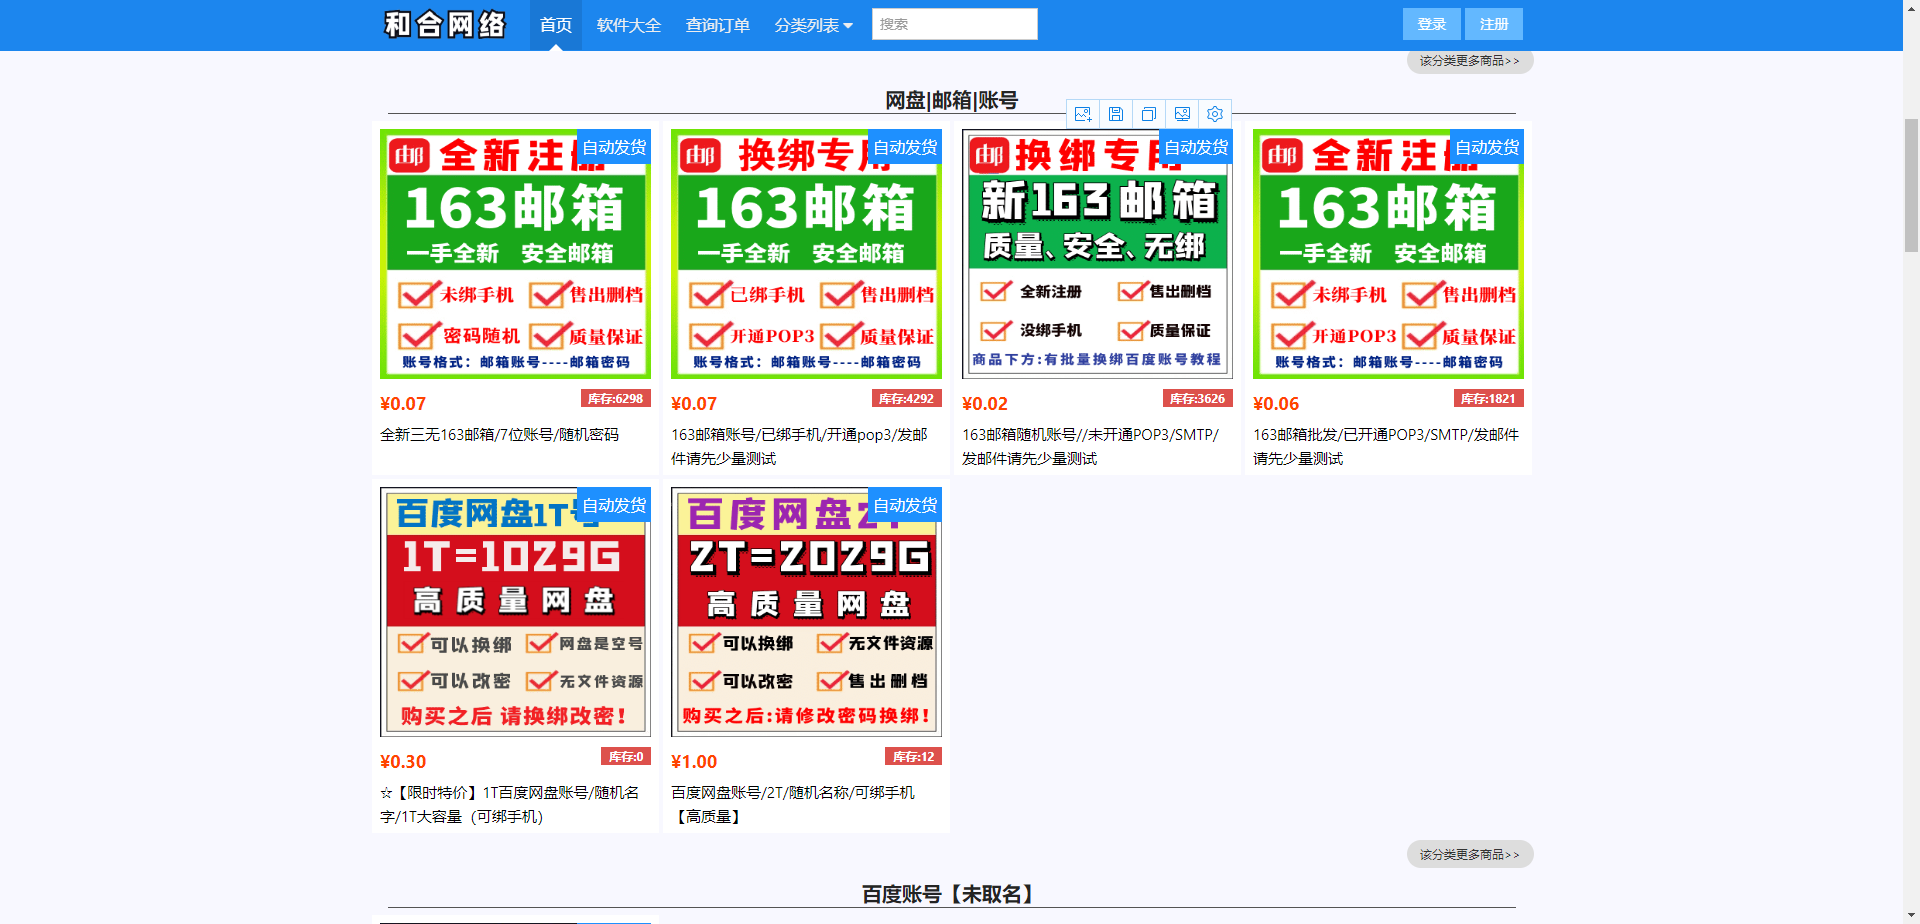 和合网络 首页 软件大全 查询订单 分类列表 搜索 登录 注册
该分类更多商品>>
网盘|邮箱|账号
邮 全新注册 自动发货
163邮箱
一手全新 安全邮箱
未绑手机 售出删档
密码随机 质量保证
账号格式：邮箱账号----邮箱密码
¥0.07 库存:6298
全新三无163邮箱/7位账号/随机密码
邮 换绑专用 自动发货
163邮箱
一手全新 安全邮箱
已绑手机 售出删档
开通POP3 质量保证
账号格式：邮箱账号----邮箱密码
¥0.07 库存:4292
163邮箱账号/已绑手机/开通pop3/发邮
件请先少量测试
邮 换绑专用 自动发货
新163邮箱
质量、安全、无绑
全新注册 售出删档
没绑手机 质量保证
商品下方:有批量换绑百度账号教程
¥0.02 库存:3626
163邮箱随机账号//未开通POP3/SMTP/
发邮件请先少量测试
邮 全新注册 自动发货
163邮箱
一手全新 安全邮箱
未绑手机 售出删档
开通POP3 质量保证
账号格式：邮箱账号----邮箱密码
¥0.06 库存:1821
163邮箱批发/已开通POP3/SMTP/发邮件
请先少量测试
百度网盘1T号 自动发货
1T=1029G
高质量网盘
可以换绑 网盘是空号
可以改密 无文件资源
购买之后 请换绑改密！
¥0.30 库存:0
☆【限时特价】1T百度网盘账号/随机名
字/1T大容量（可绑手机）
百度网盘2T 自动发货
2T=2029G
高质量网盘
可以换绑 无文件资源
可以改密 售出删档
购买之后:请修改密码换绑！
¥1.00 库存:12
百度网盘账号/2T/随机名称/可绑手机
【高质量】
该分类更多商品>>
百度账号【未取名】